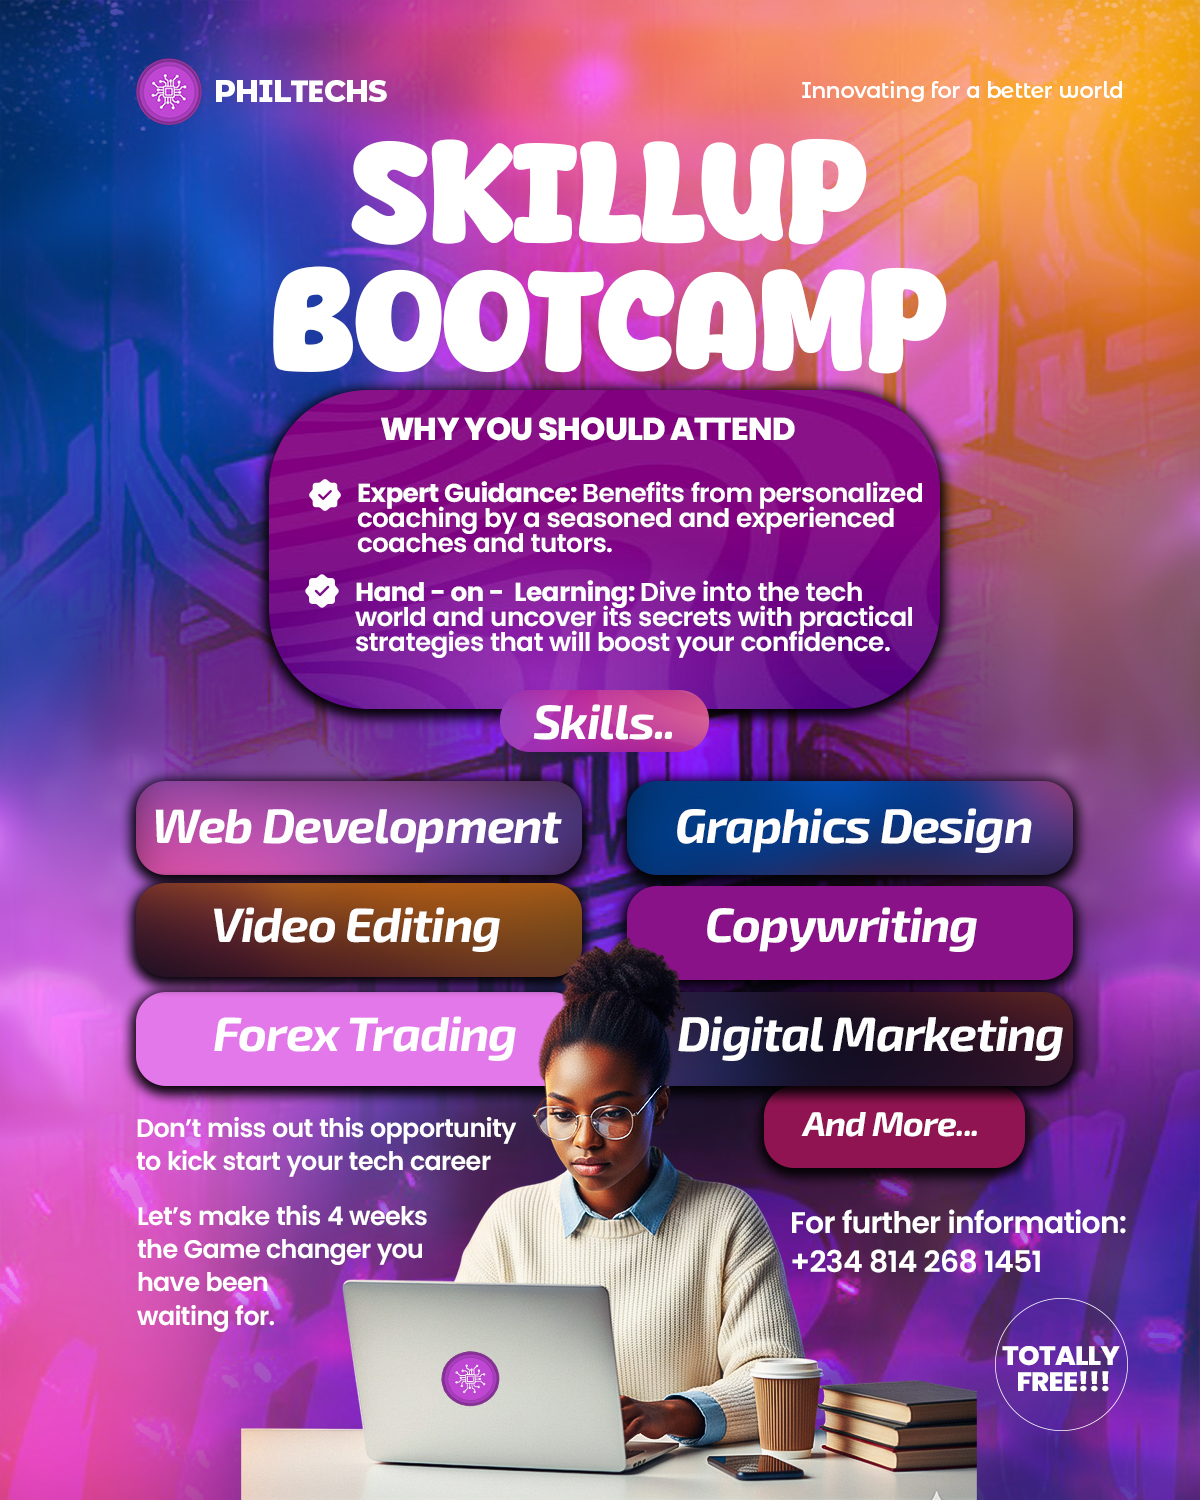 PHILTECHS
Innovating for a better world
SKILLUP
BOOTCAMP
WHY YOU SHOULD ATTEND
Expert Guidance: Benefits from personalized
coaching by a seasoned and experienced
coaches and tutors.
Hand - on - Learning: Dive into the tech
world and uncover its secrets with practical
strategies that will boost your confidence.
Skills..
Web Development
Graphics Design
Video Editing
Copywriting
Forex Trading
Digital Marketing
And More...
Don't miss out this opportunity
to kick start your tech career
Let's make this 4 weeks
the Game changer you
have been
waiting for.
For further information:
+234 814 268 1451
TOTALLY
FREE!!!